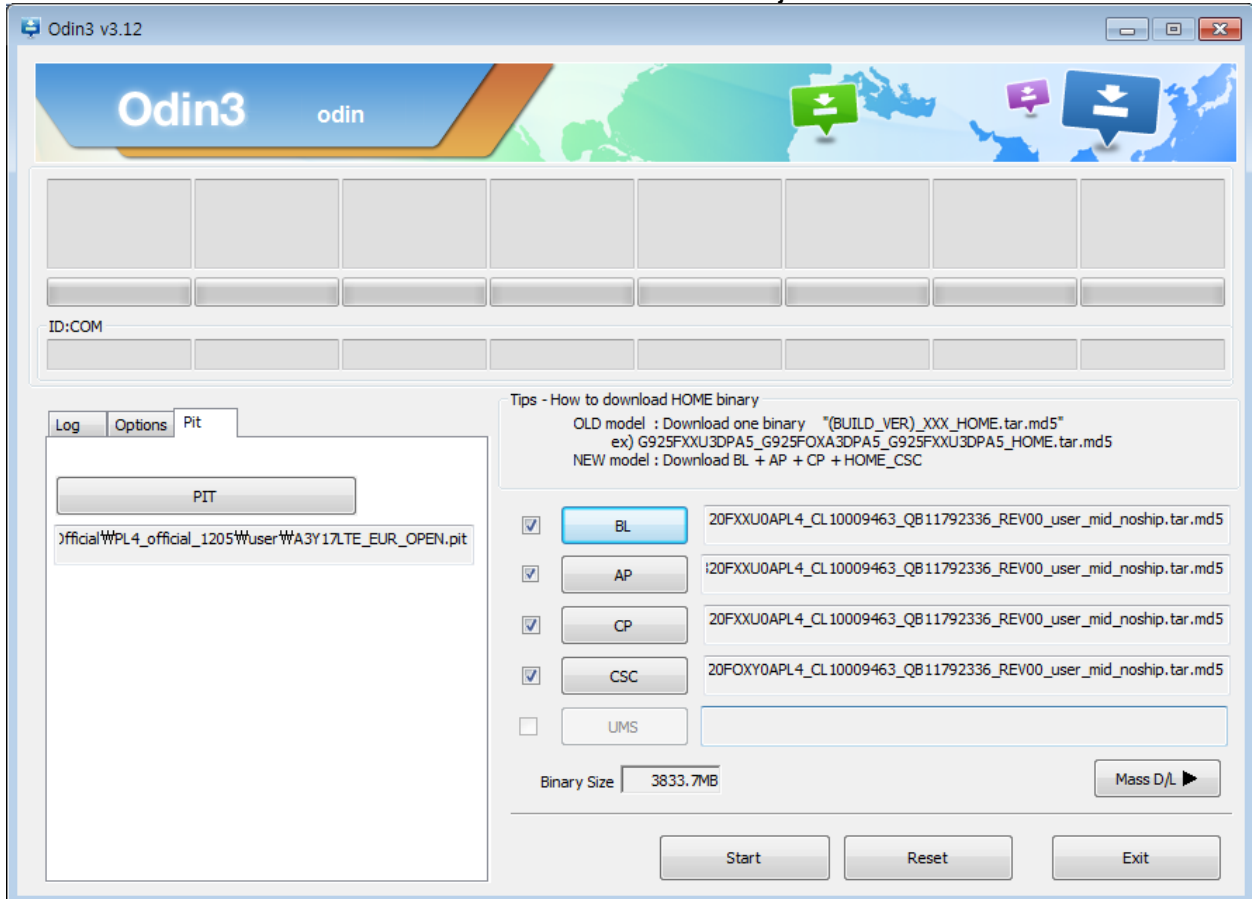 Odin3 v3.12
Odin3 odin
ID:COM
Log Options Pit
PIT
Official₩PL4_official_1205₩user₩A3Y17LTE_EUR_OPEN.pit
Tips - How to download HOME binary
OLD model : Download one binary "(BUILD_VER)_XXX_HOME.tar.md5"
ex) G925FXXU3DPA5_G925FOXA3DPA5_G925FXXU3DPA5_HOME.tar.md5
NEW model : Download BL + AP + CP + HOME_CSC
BL 20FXXU0APL4_CL10009463_QB11792336_REV00_user_mid_noship.tar.md5
AP 20FXXU0APL4_CL10009463_QB11792336_REV00_user_mid_noship.tar.md5
CP 20FXXU0APL4_CL10009463_QB11792336_REV00_user_mid_noship.tar.md5
CSC 20FOXY0APL4_CL10009463_QB11792336_REV00_user_mid_noship.tar.md5
UMS
Binary Size 3833.7MB
Mass D/L ▶
Start Reset Exit